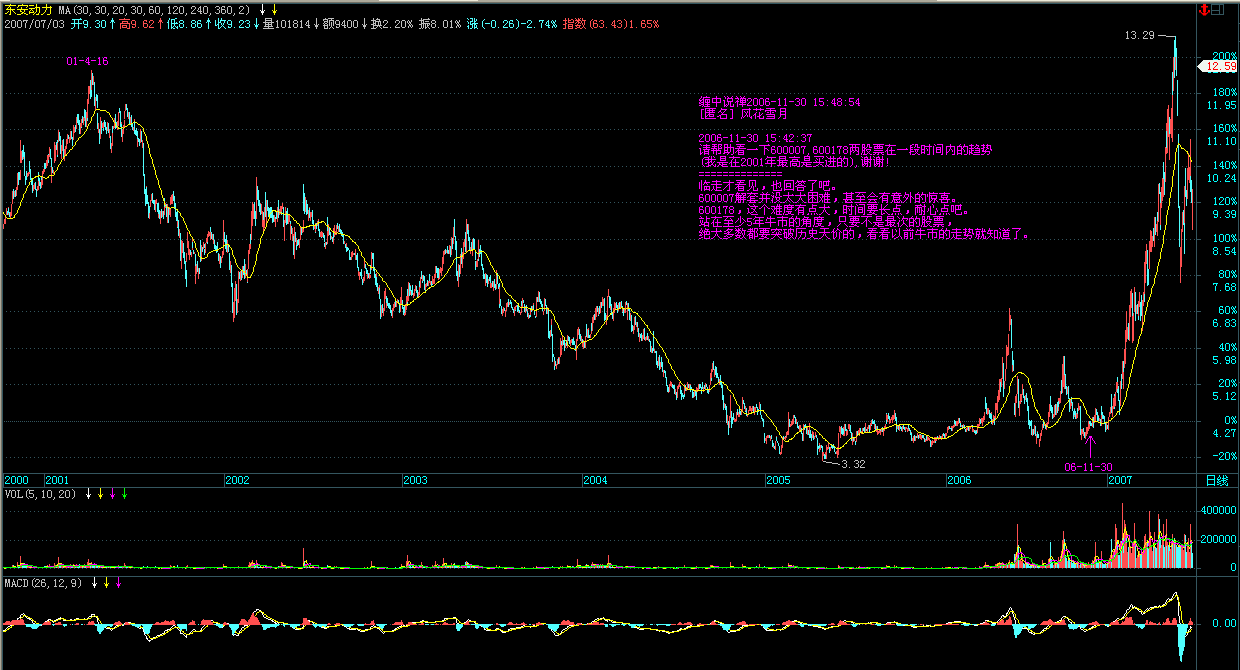 东安动力 MA(30,30,20,30,60,120,240,360,2) ↓ ↓
2007/07/03 开9.30↑高9.62↑低8.86↑收9.23↓量101814↓额9400↓换2.20% 振8.01% 涨(-0.26)-2.74% 指数(63.43)1.65%
13.29
01-4-18
200%
12.59
180%
11.95
160%
11.10
140%
10.24
120%
9.39
100%
8.54
80%
7.68
60%
6.83
40%
5.98
20%
5.12
0%
4.27
-20%
缠中说禅2006-11-30 15:48:54
[匿名] 风花雪月
2006-11-30 15:42:37
请帮助看一下600007,600178两股票在一段时间内的趋势
(我是在2001年最高是买进的),谢谢!
==============
临走才看见，也回答了吧。
600007解套并没太大困难，甚至会有意外的惊喜。
600178，这个难度有点大，时间要长点，耐心点吧。
站在至少5年牛市的角度，只要不是最次的股票，
绝大多数都要突破历史天价的，看看以前牛市的走势就知道了。
3.32
06-11-30
2000 2001 2002 2003 2004 2005 2006 2007 日线
VOL(5,10,20) ↓ ↓ ↓ ↓
400000
200000
0
MACD(26,12,9) ↓ ↓ ↓
0.00